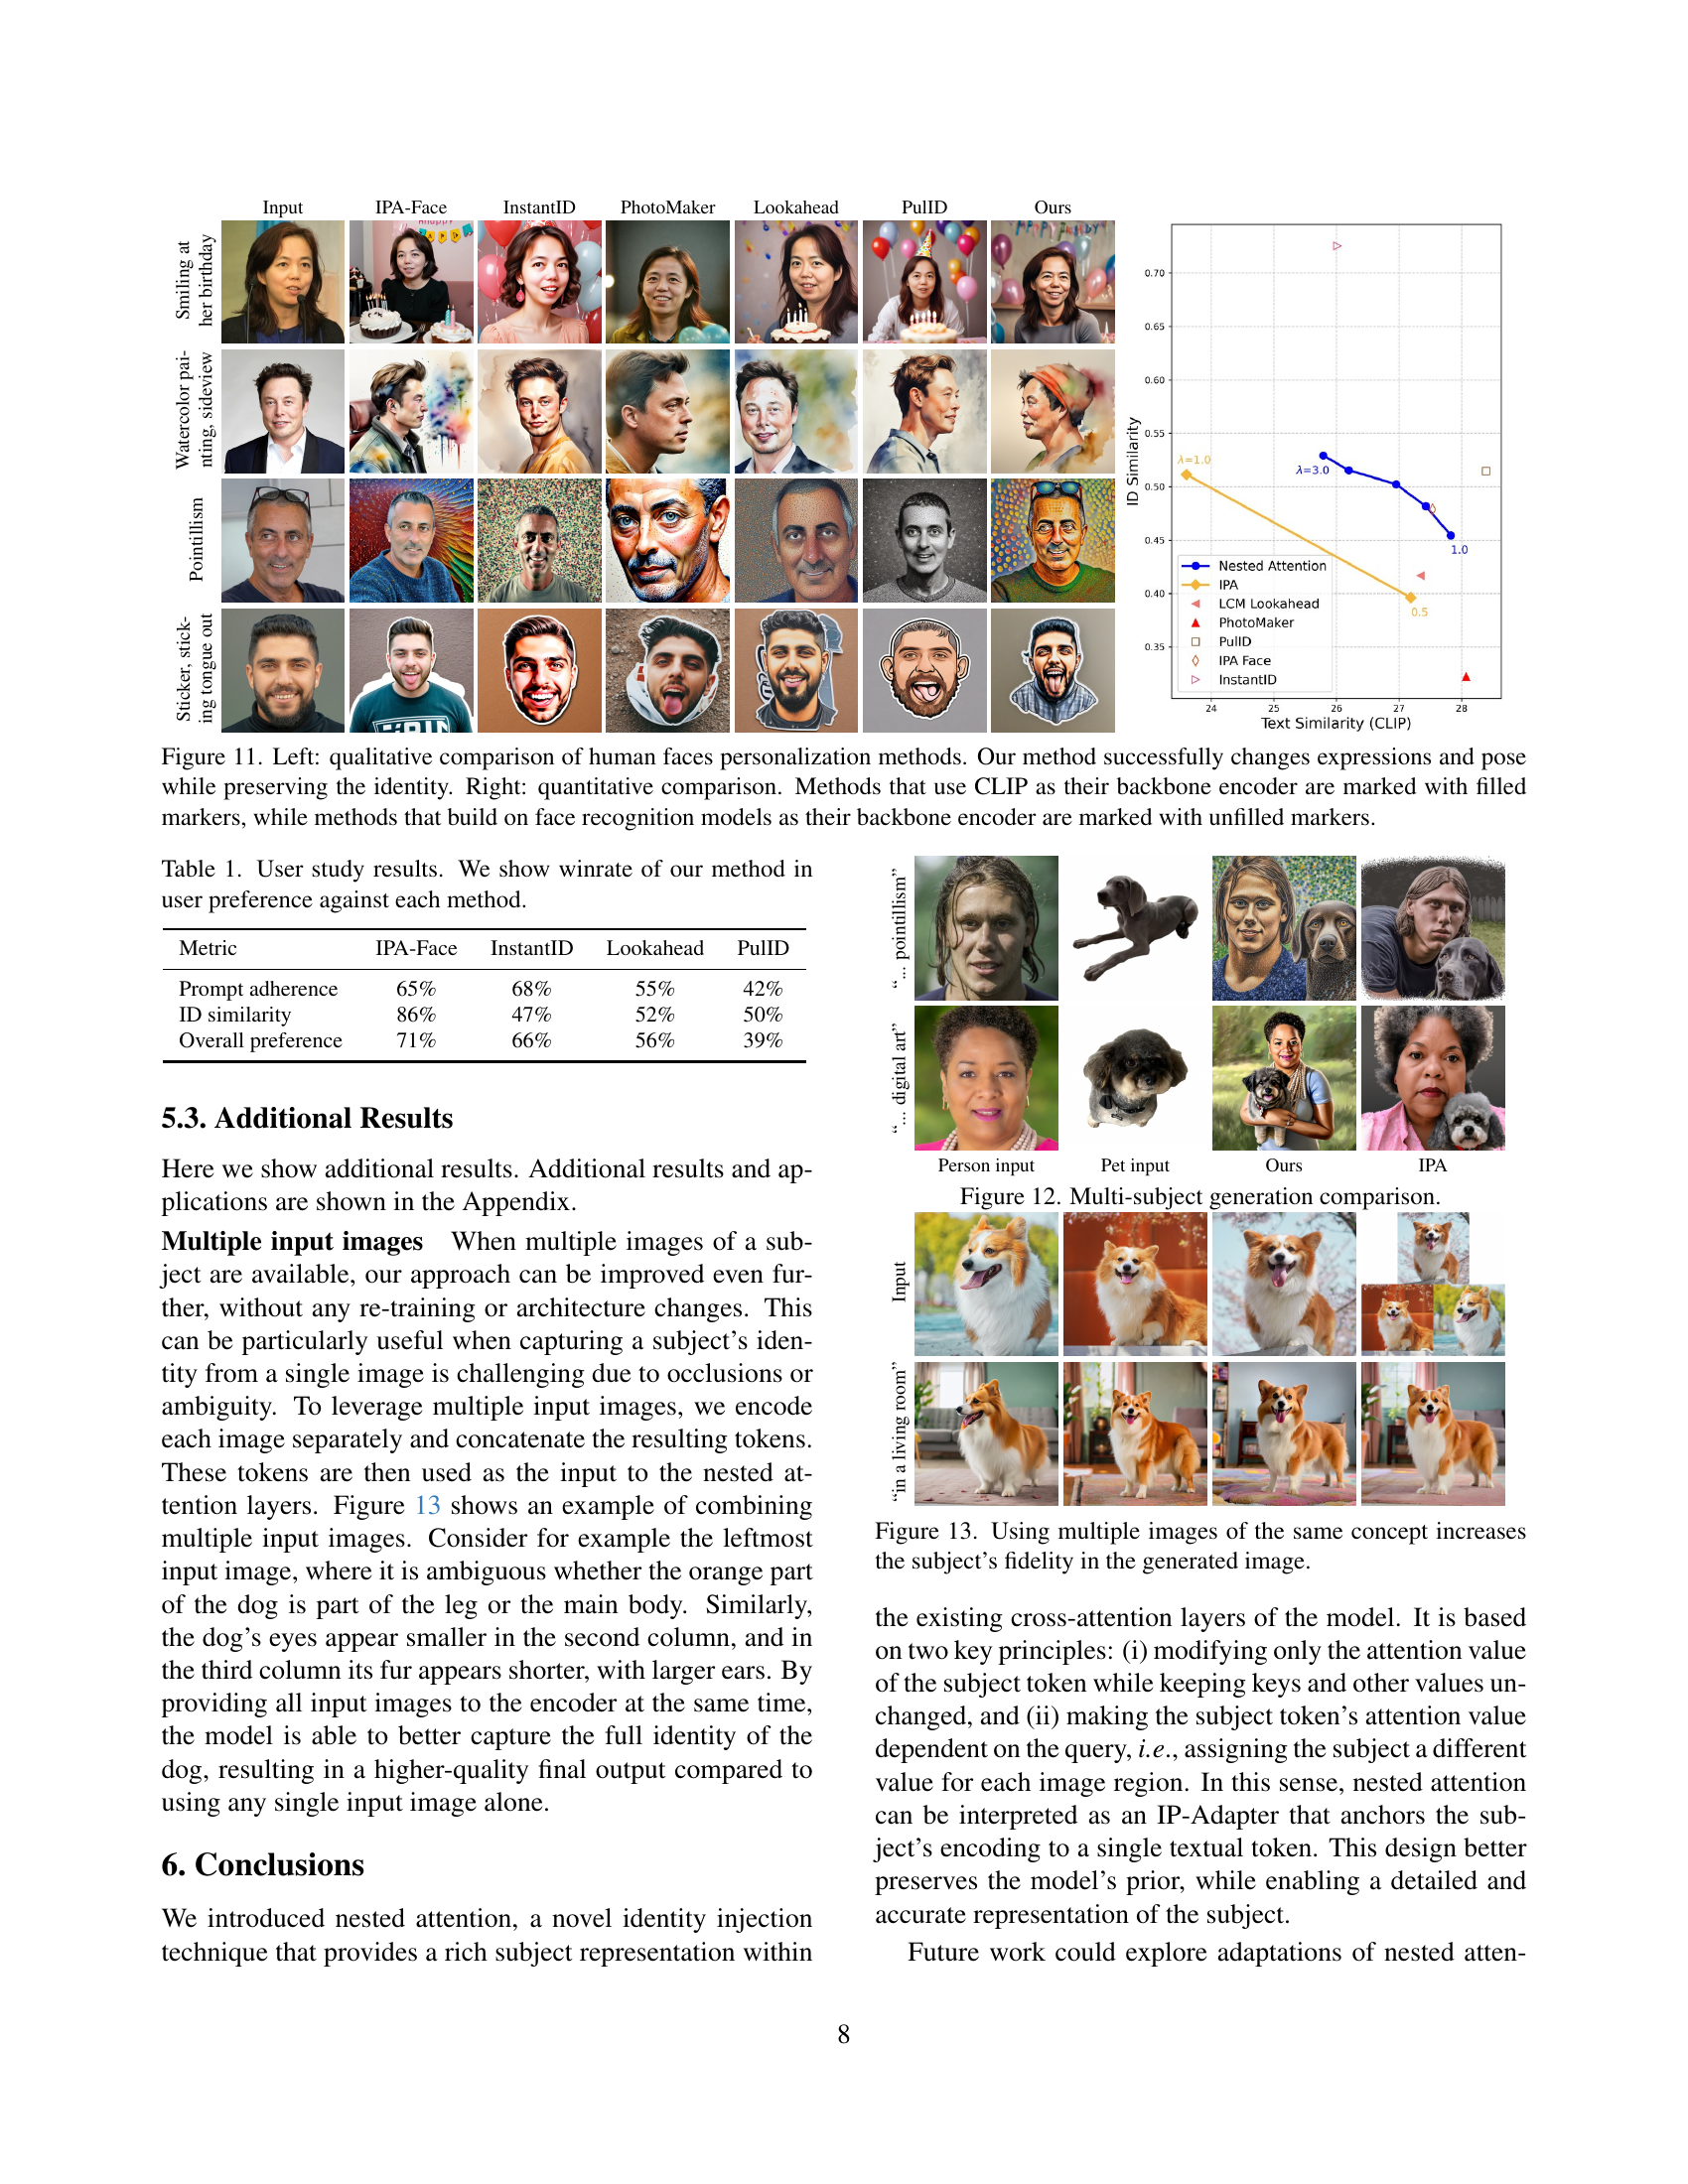 Input IPA-Face InstantID PhotoMaker Lookahead PulID Ours
Smiling at
her birthday
Watercolor pai-
nting, sideview
Pointillism
Sticker, stick-
ing tongue out
ID Similarity
0.70
0.65
0.60
0.55
0.50
0.45
0.40
0.35
λ=1.0
λ=3.0
1.0
0.5
Nested Attention
IPA
LCM Lookahead
PhotoMaker
PulID
IPA Face
InstantID
24 25 26 27 28
Text Similarity (CLIP)
Figure 11. Left: qualitative comparison of human faces personalization methods. Our method successfully changes expressions and pose
while preserving the identity. Right: quantitative comparison. Methods that use CLIP as their backbone encoder are marked with filled
markers, while methods that build on face recognition models as their backbone encoder are marked with unfilled markers.
Table 1. User study results. We show winrate of our method in
user preference against each method.
Metric IPA-Face InstantID Lookahead PulID
Prompt adherence 65% 68% 55% 42%
ID similarity 86% 47% 52% 50%
Overall preference 71% 66% 56% 39%
5.3. Additional Results
Here we show additional results. Additional results and ap-
plications are shown in the Appendix.
Multiple input images When multiple images of a sub-
ject are available, our approach can be improved even fur-
ther, without any re-training or architecture changes. This
can be particularly useful when capturing a subject's iden-
tity from a single image is challenging due to occlusions or
ambiguity. To leverage multiple input images, we encode
each image separately and concatenate the resulting tokens.
These tokens are then used as the input to the nested at-
tention layers. Figure 13 shows an example of combining
multiple input images. Consider for example the leftmost
input image, where it is ambiguous whether the orange part
of the dog is part of the leg or the main body. Similarly,
the dog's eyes appear smaller in the second column, and in
the third column its fur appears shorter, with larger ears. By
providing all input images to the encoder at the same time,
the model is able to better capture the full identity of the
dog, resulting in a higher-quality final output compared to
using any single input image alone.
6. Conclusions
We introduced nested attention, a novel identity injection
technique that provides a rich subject representation within
“... pointillism”
“... digital art”
Person input Pet input Ours IPA
Figure 12. Multi-subject generation comparison.
Input
“in a living room”
Figure 13. Using multiple images of the same concept increases
the subject's fidelity in the generated image.
the existing cross-attention layers of the model. It is based
on two key principles: (i) modifying only the attention value
of the subject token while keeping keys and other values un-
changed, and (ii) making the subject token's attention value
dependent on the query, i.e., assigning the subject a different
value for each image region. In this sense, nested attention
can be interpreted as an IP-Adapter that anchors the sub-
ject's encoding to a single textual token. This design better
preserves the model's prior, while enabling a detailed and
accurate representation of the subject.
Future work could explore adaptations of nested atten-
8